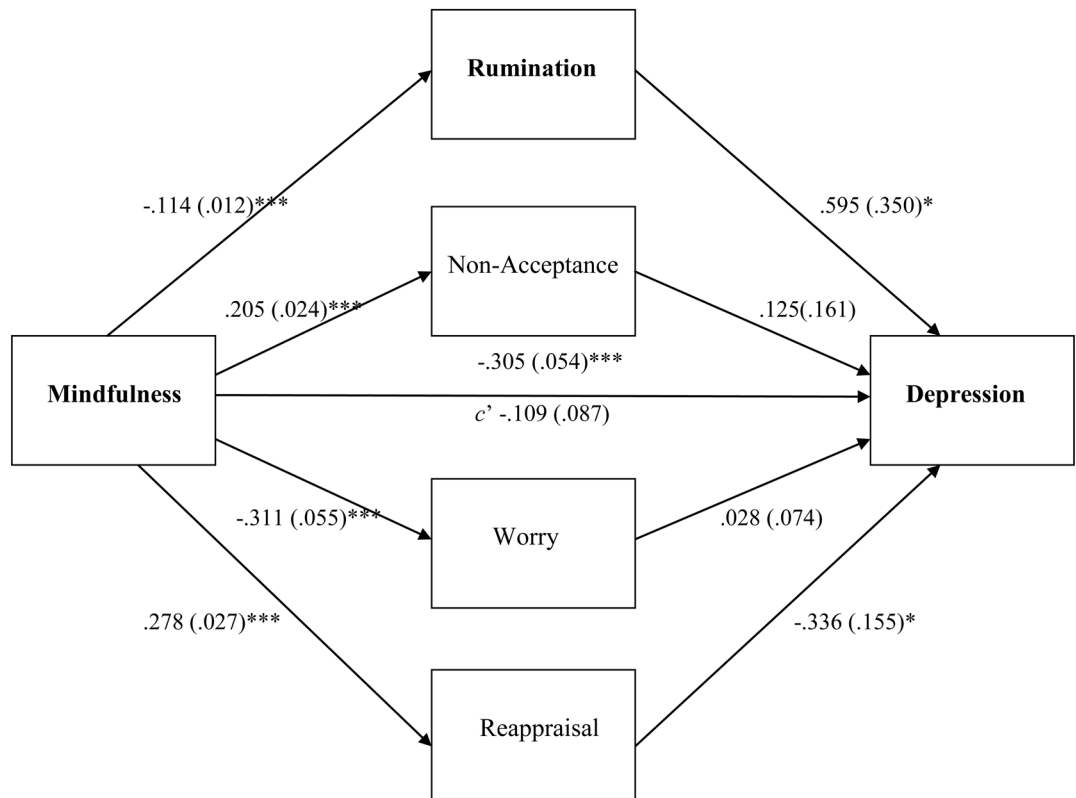 Rumination
-.114 (.012)***
.595 (.350)*
Non-Acceptance
.205 (.024)***
.125(.161)
-.305 (.054)***
Mindfulness
Depression
c’ -.109 (.087)
-.311 (.055)***
.028 (.074)
Worry
.278 (.027)***
-.336 (.155)*
Reappraisal